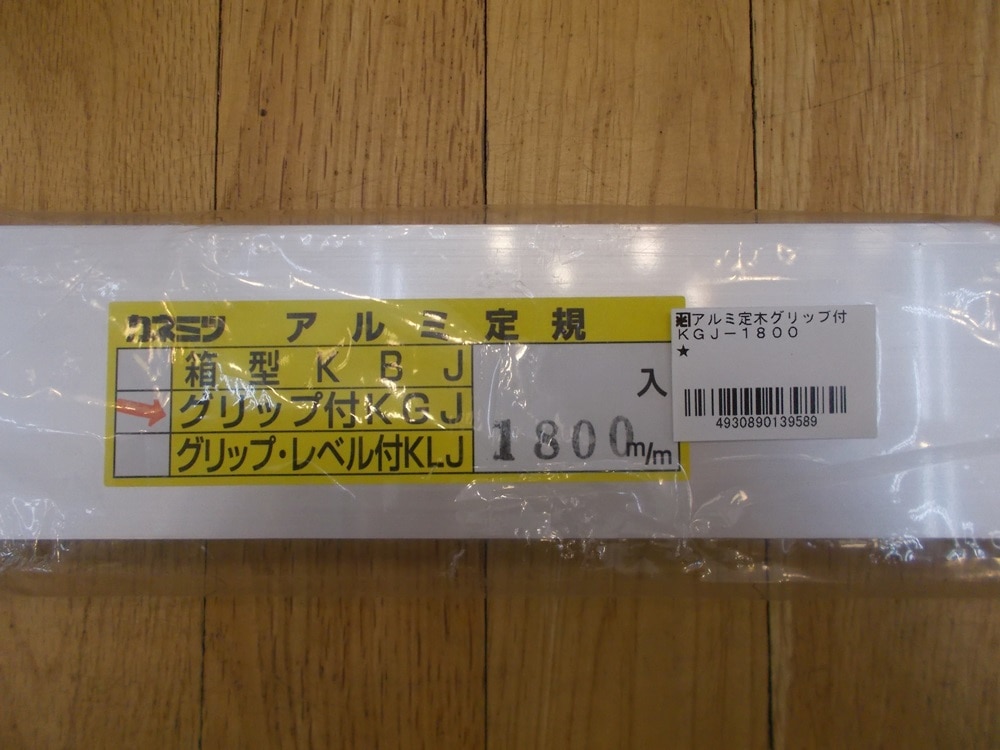 カネミツ アルミ定規
箱型KBJ
グリップ付KGJ
グリップ・レベル付KLJ
入
1800m/m
アルミ定木グリップ付
KGJ-1800
★
4930890139589